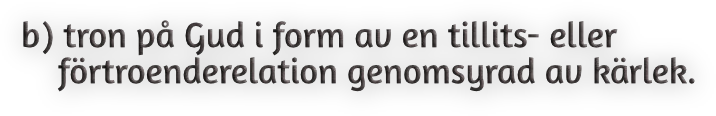 b) tron på Gud i form av en tillits- eller
förtroenderelation genomsyrad av kärlek.